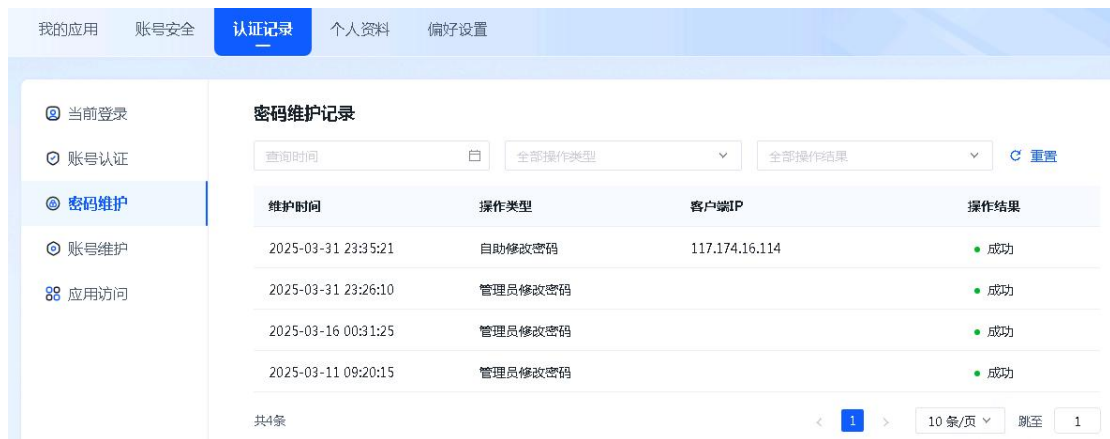 我的应用 账号安全 认证记录 个人资料 偏好设置
当前登录
账号认证
密码维护
账号维护
应用访问
密码维护记录
查询时间 全部操作类型 全部操作结果 重置
维护时间 操作类型 客户端IP 操作结果
2025-03-31 23:35:21 自助修改密码 117.174.16.114 成功
2025-03-31 23:26:10 管理员修改密码 成功
2025-03-16 00:31:25 管理员修改密码 成功
2025-03-11 09:20:15 管理员修改密码 成功
共4条 < 1 > 10 条/页 跳至 1